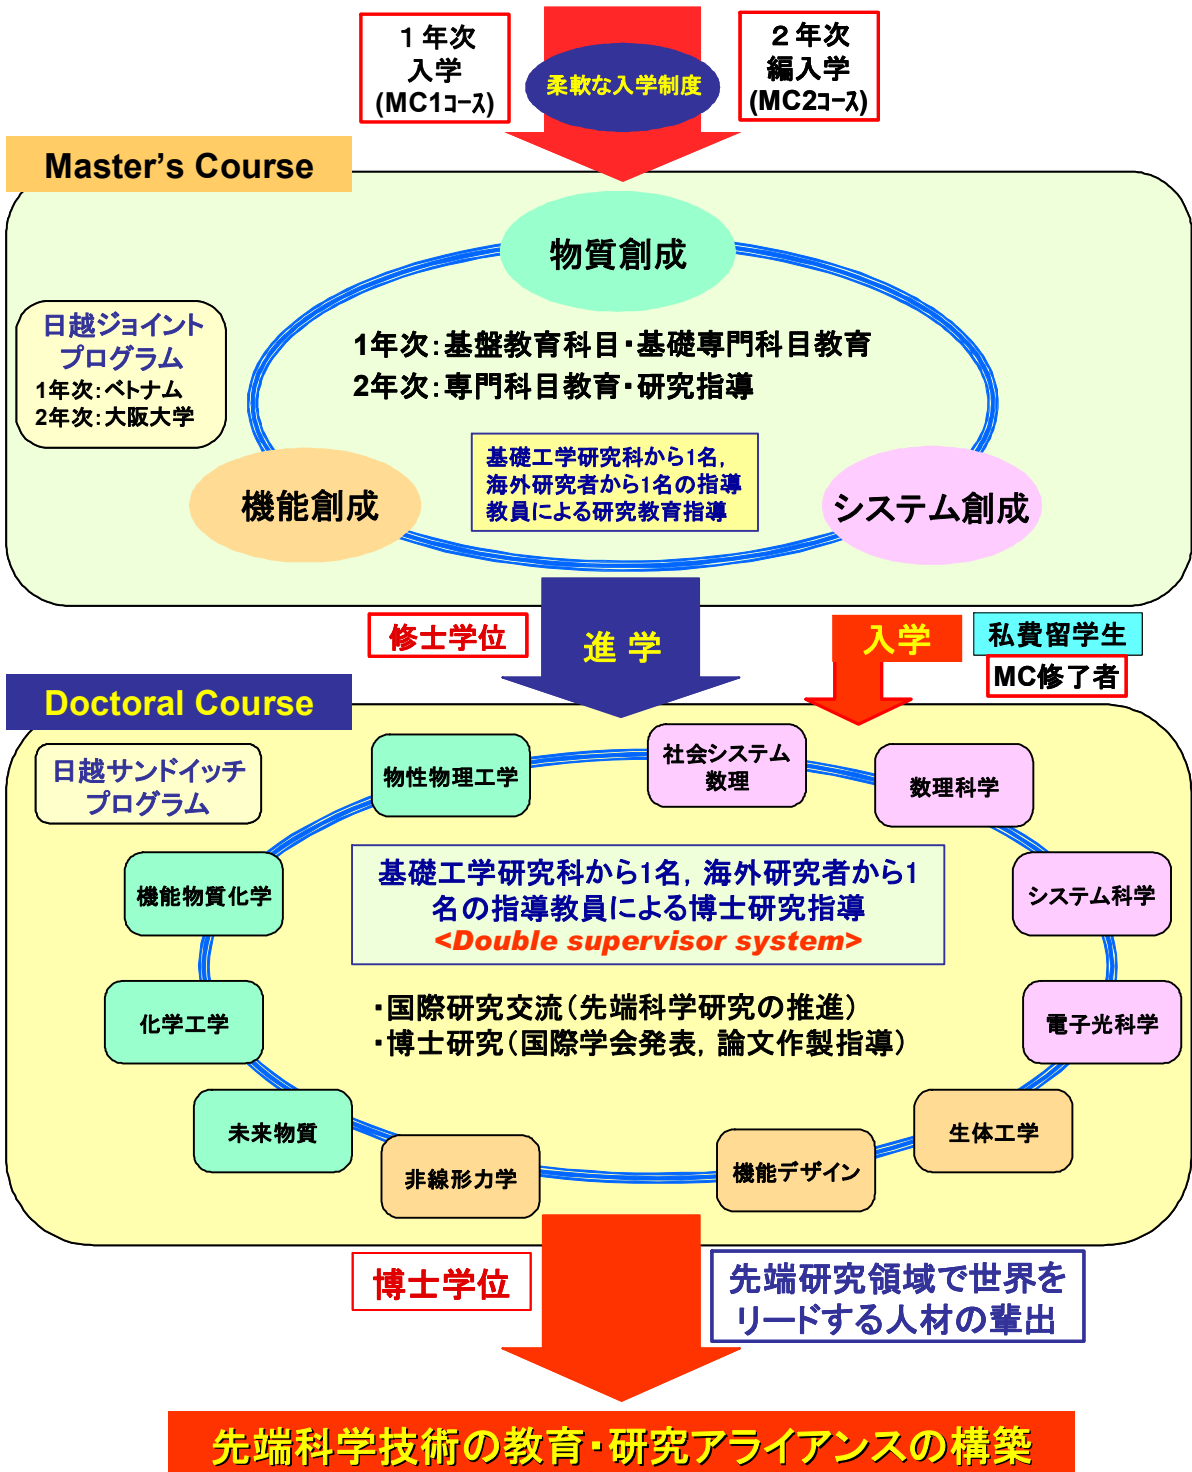 １年次
入学
(MC1ｺｰｽ)
柔軟な入学制度
２年次
編入学
(MC2ｺｰｽ)
Master’s Course
物質創成
日越ジョイント
プログラム
1年次：ベトナム
2年次：大阪大学
1年次：基盤教育科目・基礎専門科目教育
2年次：専門科目教育・研究指導
基礎工学研究科から1名，
海外研究者から1名の指導
教員による研究教育指導
機能創成
システム創成
修士学位
進 学
入学
私費留学生
MC修了者
Doctoral Course
日越サンドイッチ
プログラム
物性物理工学
社会システム
数理
数理科学
機能物質化学
基礎工学研究科から1名，海外研究者から1
名の指導教員による博士研究指導
<Double supervisor system>
システム科学
化学工学
・国際研究交流（先端科学研究の推進）
・博士研究（国際学会発表，論文作製指導）
電子光科学
未来物質
非線形力学
機能デザイン
生体工学
博士学位
先端研究領域で世界を
リードする人材の輩出
先端科学技術の教育・研究アライアンスの構築